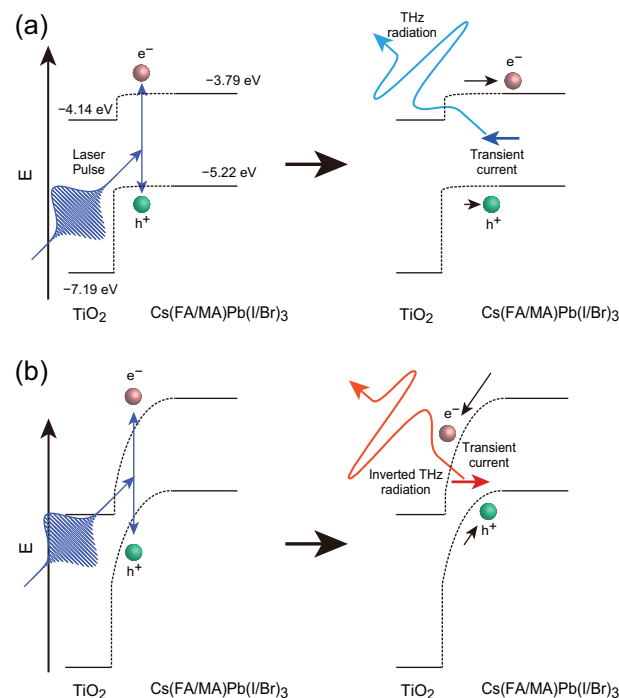 (a)
E
e⁻
−3.79 eV
−4.14 eV
Laser
Pulse
−5.22 eV
h⁺
−7.19 eV
TiO₂
Cs(FA/MA)Pb(I/Br)₃
THz
radiation
e⁻
Transient
current
h⁺
TiO₂
Cs(FA/MA)Pb(I/Br)₃
(b)
E
e⁻
h⁺
TiO₂
Cs(FA/MA)Pb(I/Br)₃
e⁻
Transient
current
Inverted THz
radiation
h⁺
TiO₂
Cs(FA/MA)Pb(I/Br)₃